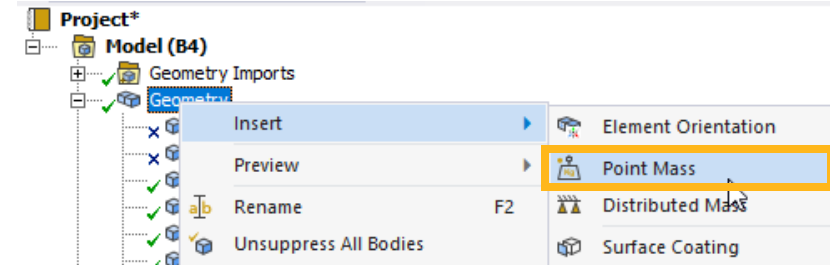 Project*
Model (B4)
Geometry Imports
Geometry
Insert
Element Orientation
Preview
Point Mass
Rename F2
Distributed Mass
Unsuppress All Bodies
Surface Coating